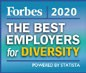 Forbes | 2020
THE BEST
EMPLOYERS
FOR DIVERSITY
POWERED BY STATISTA